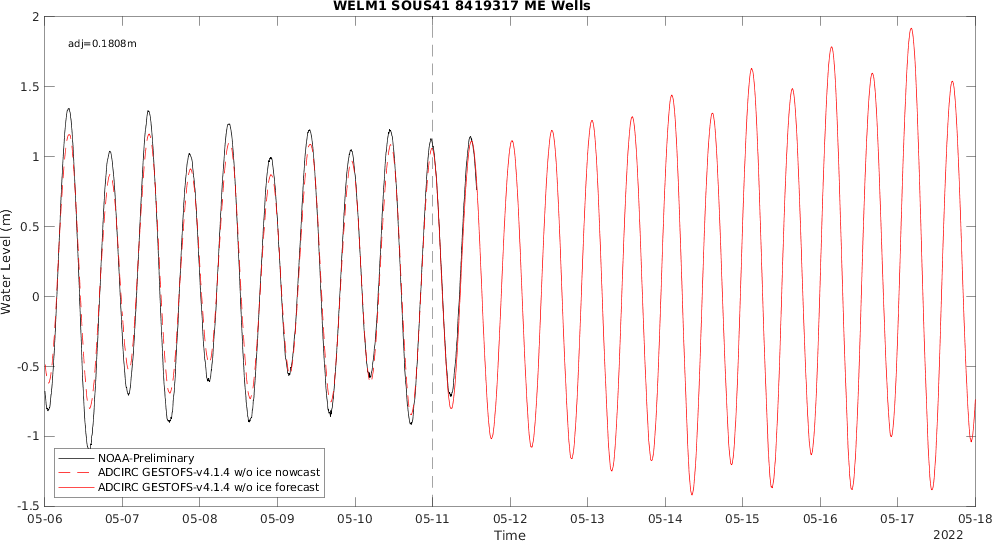 WELM1 SOUS41 8419317 ME Wells
adj=0.1808m
2
1.5
1
0.5
0
-0.5
-1
-1.5
Water Level (m)
NOAA-Preliminary
ADCIRC GESTOFS-v4.1.4 w/o ice nowcast
ADCIRC GESTOFS-v4.1.4 w/o ice forecast
05-06 05-07 05-08 05-09 05-10 05-11 05-12 05-13 05-14 05-15 05-16 05-17 05-18
Time
2022